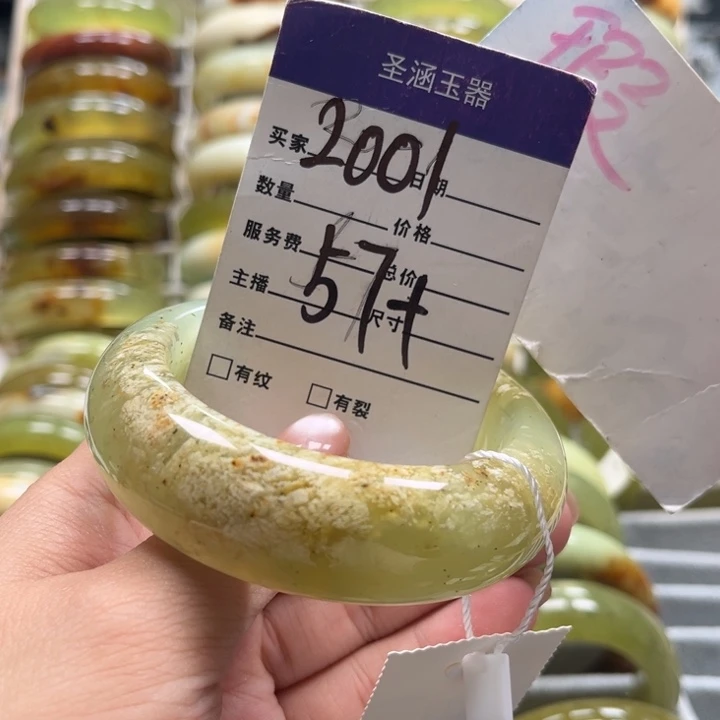 圣涵玉器
买家 2001 日期
数量 价格
服务费 总价
主播 57+ 尺寸
备注
□有纹 □有裂